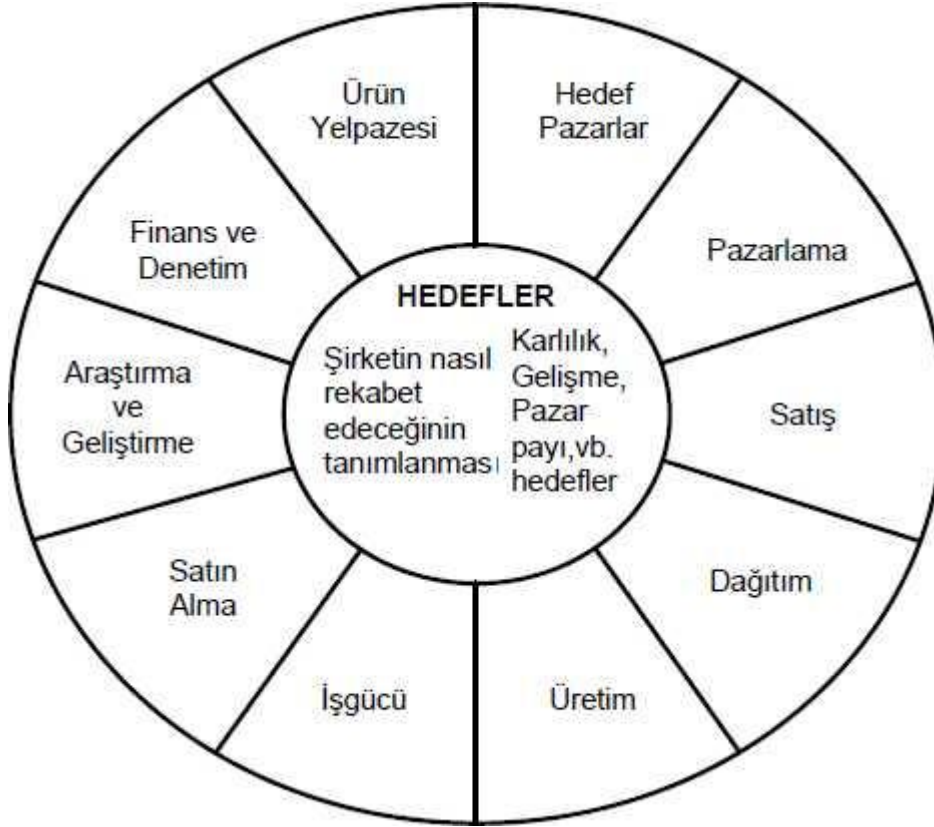 Ürün
Yelpazesi
Hedef
Pazarlar
Pazarlama
Satış
Dağıtım
Üretim
İşgücü
Satın
Alma
Araştırma
ve
Geliştirme
Finans ve
Denetim
HEDEFLER
Şirketin nasıl
rekabet
edeceğinin
tanımlanması
Karlılık,
Gelişme,
Pazar
payı,vb.
hedefler